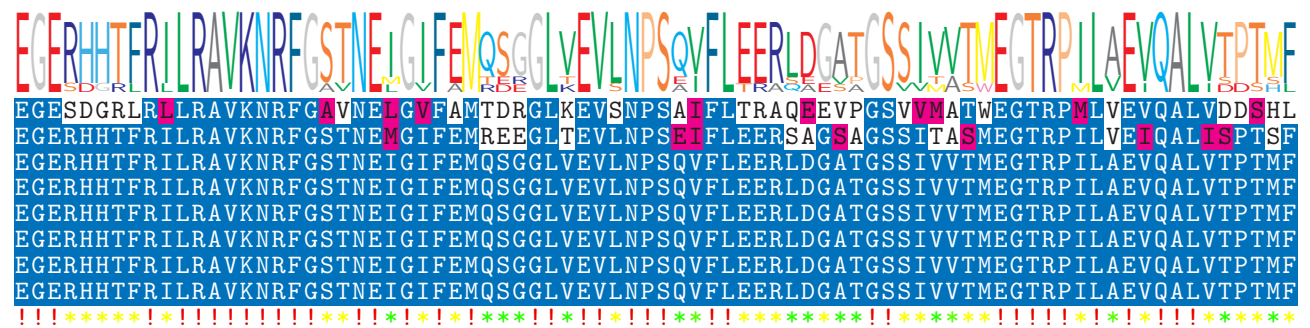 EGERHHTFRILRAVKNRFGSTNEIGIFEMQSGGLVEVLNPSQVFLEERLDGATGSSIVVTMEGTRPILAEVQALVTPTMF
EGESDGRLRLLRAVKNRFGAVNELGVFAMTDRGLKEVSNPSAIFLTRAQEEVPGSVVMATWEGTRPMLVEVQALVDDSHL
EGERHHTFRILRAVKNRFGSTNEMGIFEMREEGLTEVLNPSEIFLEERSAGSAGSSITASMEGTRPILVEIQALISPTSF
EGERHHTFRILRAVKNRFGSTNEIGIFEMQSGGLVEVLNPSQVFLEERLDGATGSSIVVTMEGTRPILAEVQALVTPTMF
EGERHHTFRILRAVKNRFGSTNEIGIFEMQSGGLVEVLNPSQVFLEERLDGATGSSIVVTMEGTRPILAEVQALVTPTMF
EGERHHTFRILRAVKNRFGSTNEIGIFEMQSGGLVEVLNPSQVFLEERLDGATGSSIVVTMEGTRPILAEVQALVTPTMF
EGERHHTFRILRAVKNRFGSTNEIGIFEMQSGGLVEVLNPSQVFLEERLDGATGSSIVVTMEGTRPILAEVQALVTPTMF
EGERHHTFRILRAVKNRFGSTNEIGIFEMQSGGLVEVLNPSQVFLEERLDGATGSSIVVTMEGTRPILAEVQALVTPTMF
EGERHHTFRILRAVKNRFGSTNEIGIFEMQSGGLVEVLNPSQVFLEERLDGATGSSIVVTMEGTRPILAEVQALVTPTMF
!!!*****!*!!!!!!!!!**!!*!*!*!***!!*!!*!!!**!!********!!******!!!!!*!*!*!!!******